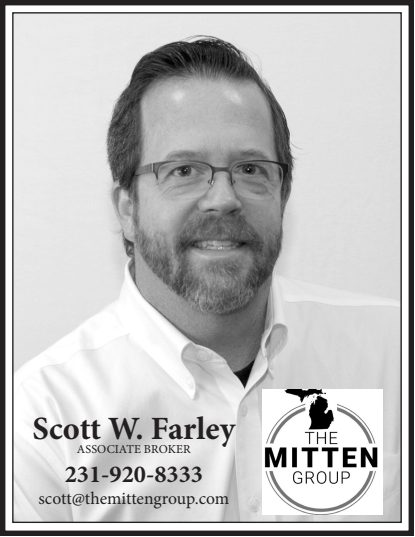 Scott W. Farley
ASSOCIATE BROKER
231-920-8333
scott@themittengroup.com
THE
MITTEN
GROUP